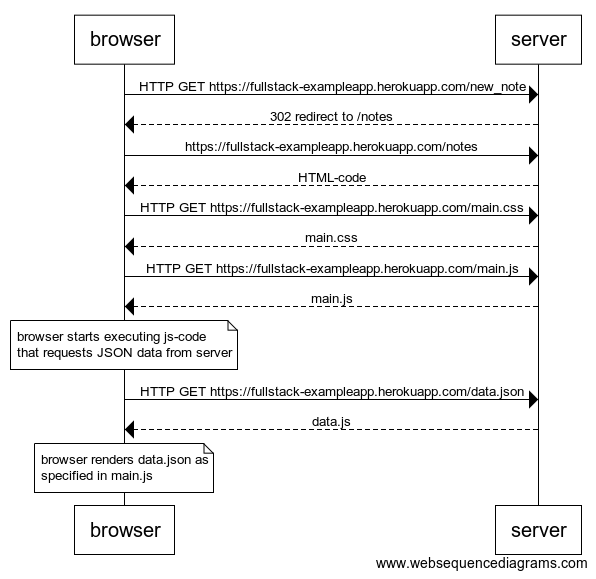 browser
server
HTTP GET https://fullstack-exampleapp.herokuapp.com/new_note
302 redirect to /notes
https://fullstack-exampleapp.herokuapp.com/notes
HTML-code
HTTP GET https://fullstack-exampleapp.herokuapp.com/main.css
main.css
HTTP GET https://fullstack-exampleapp.herokuapp.com/main.js
main.js
browser starts executing js-code
that requests JSON data from server
HTTP GET https://fullstack-exampleapp.herokuapp.com/data.json
data.js
browser renders data.json as
specified in main.js
browser
server
www.websequencediagrams.com